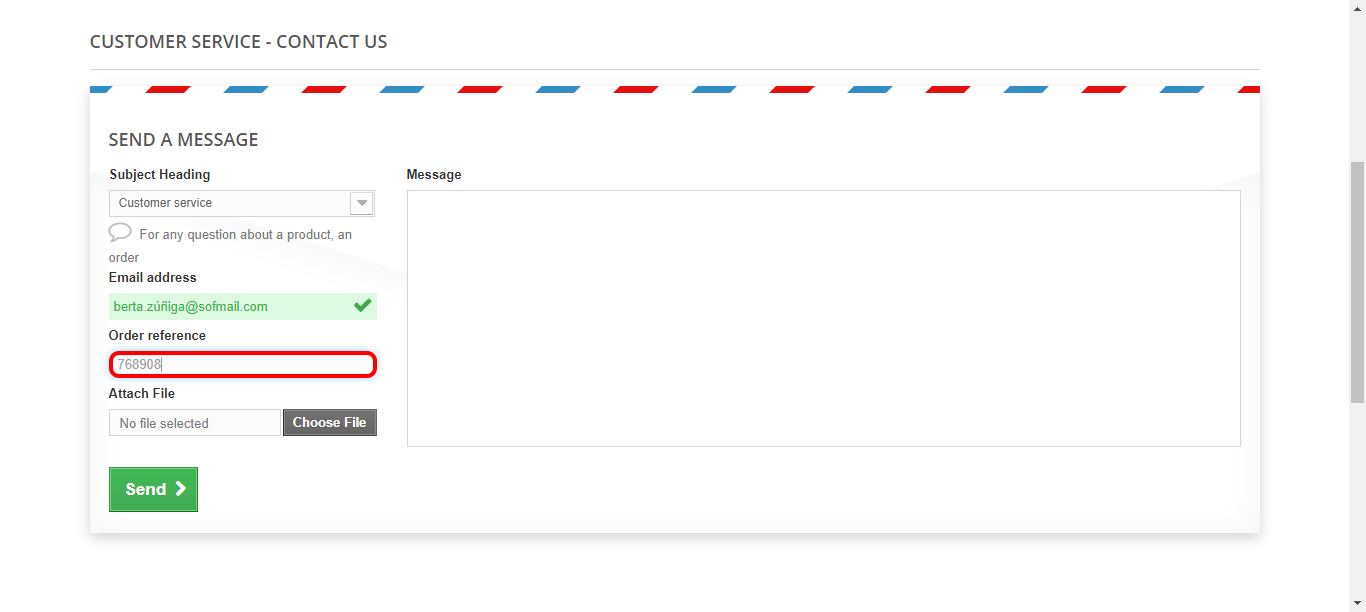 CUSTOMER SERVICE - CONTACT US
SEND A MESSAGE
Subject Heading
Customer service
For any question about a product, an
order
Email address
berta.zúñiga@sofmail.com
Order reference
768908
Attach File
No file selected
Choose File
Send
Message